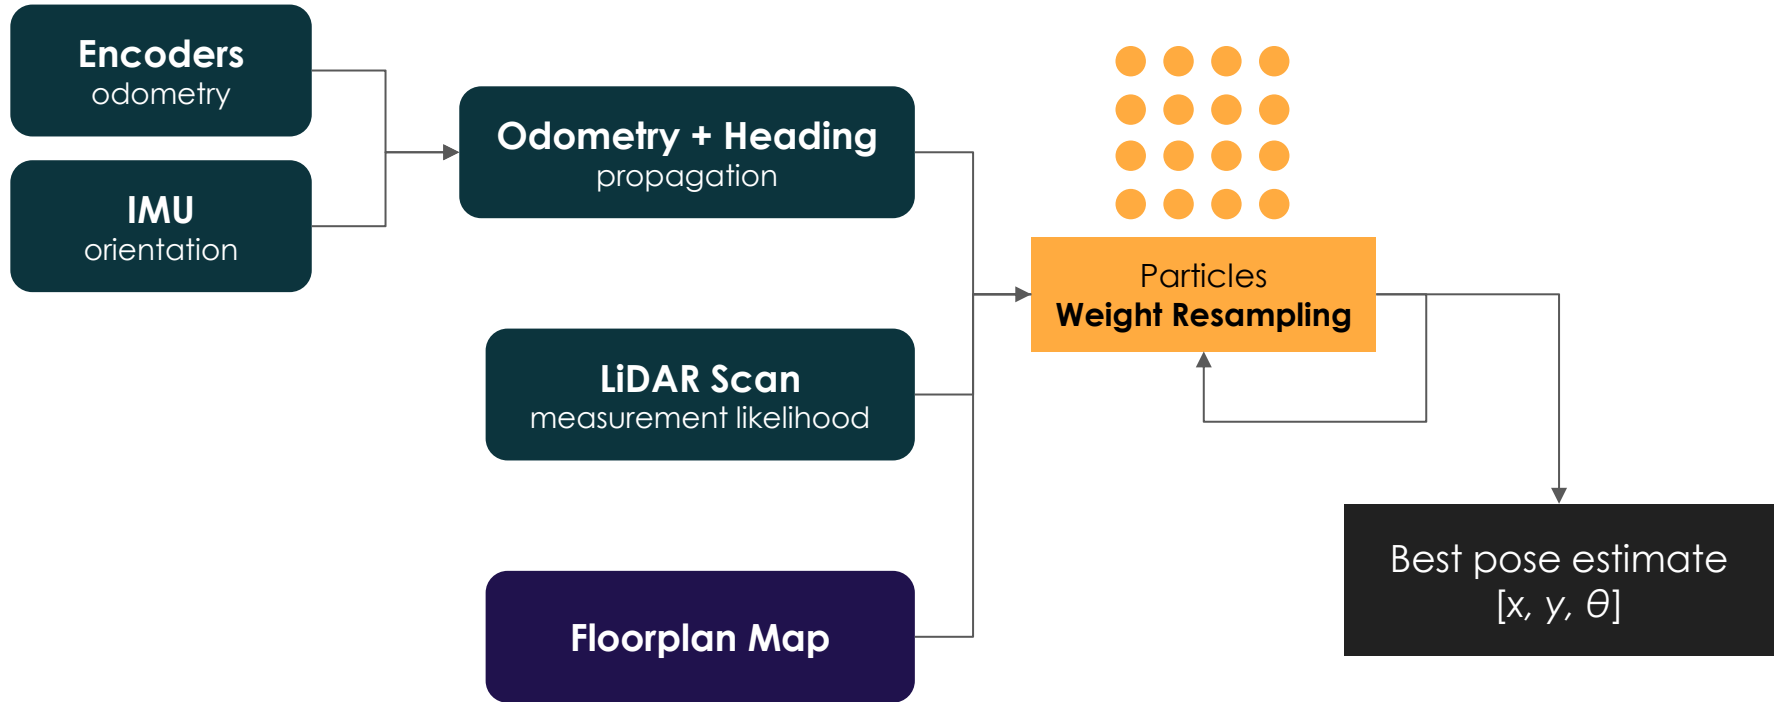 Encoders
odometry
IMU
orientation
Odometry + Heading
propagation
LiDAR Scan
measurement likelihood
Floorplan Map
Particles
Weight Resampling
Best pose estimate
[x, y, θ]